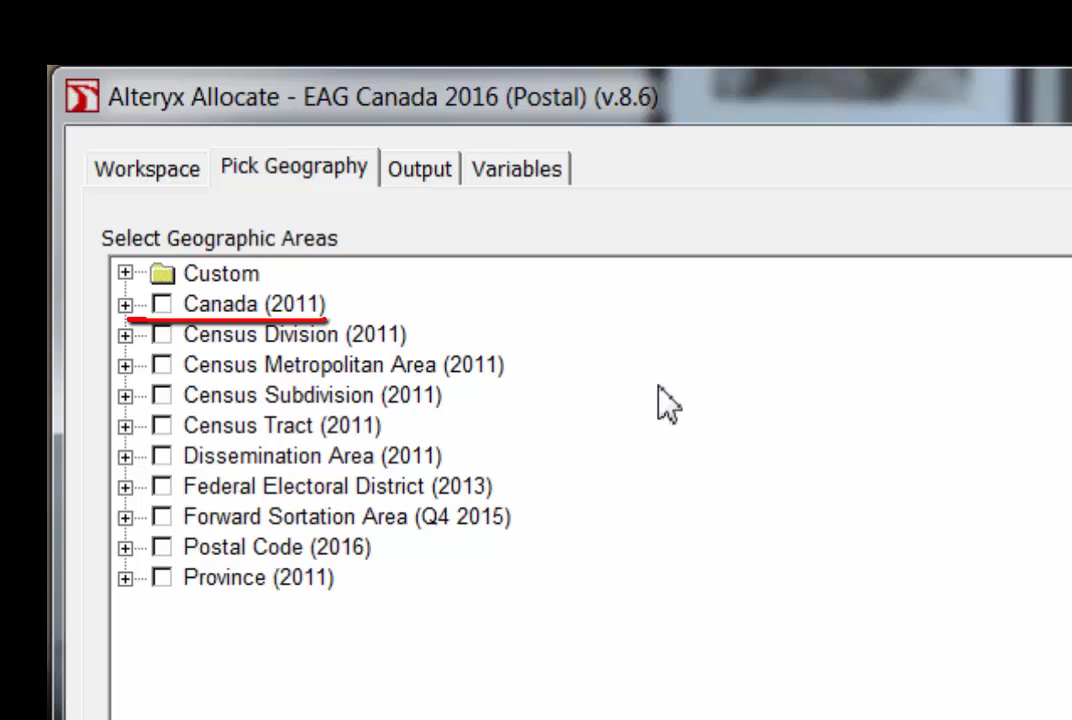 Alteryx Allocate - EAG Canada 2016 (Postal) (v.8.6)
Workspace Pick Geography Output Variables
Select Geographic Areas
Custom
Canada (2011)
Census Division (2011)
Census Metropolitan Area (2011)
Census Subdivision (2011)
Census Tract (2011)
Dissemination Area (2011)
Federal Electoral District (2013)
Forward Sortation Area (Q4 2015)
Postal Code (2016)
Province (2011)